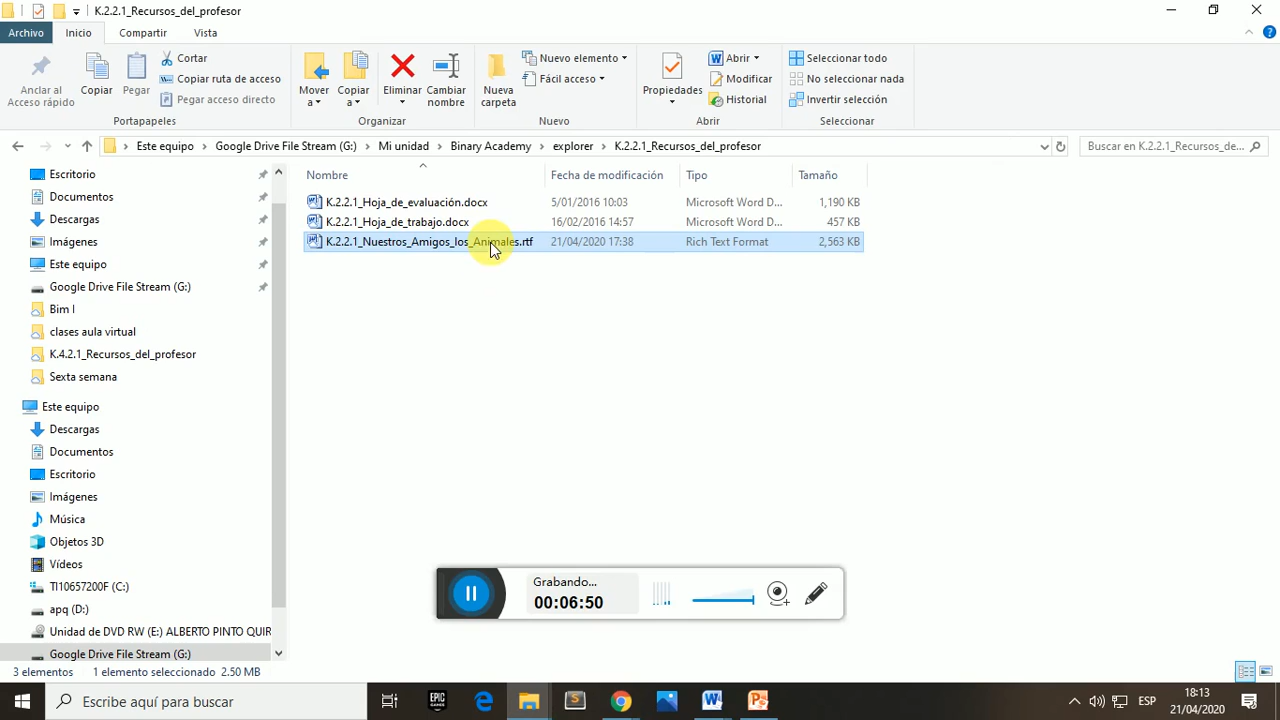 K.2.2.1_Recursos_del_profesor
Archivo Inicio Compartir Vista
Anclar al Acceso rápido
Copiar
Pegar
Cortar
Copiar ruta de acceso
Pegar acceso directo
Portapapeles
Mover a
Copiar a
Eliminar
Cambiar nombre
Organizar
Nueva carpeta
Nuevo elemento
Fácil acceso
Nuevo
Propiedades
Abrir
Modificar
Historial
Abrir
Seleccionar todo
No seleccionar nada
Invertir selección
Seleccionar
Este equipo Google Drive File Stream (G:) Mi unidad Binary Academy explorer K.2.2.1_Recursos_del_profesor
Buscar en K.2.2.1_Recursos_de...
Nombre Fecha de modificación Tipo Tamaño
K.2.2.1_Hoja_de_evaluación.docx 5/01/2016 10:03 Microsoft Word D... 1,190 KB
K.2.2.1_Hoja_de_trabajo.docx 16/02/2016 14:57 Microsoft Word D... 457 KB
K.2.2.1_Nuestros_Amigos_los_Animales.rtf 21/04/2020 17:38 Rich Text Format 2,563 KB
Escritorio
Documentos
Descargas
Imágenes
Este equipo
Google Drive File Stream (G:)
Bim I
clases aula virtual
K.4.2.1_Recursos_del_profesor
Sexta semana
Este equipo
Descargas
Documentos
Escritorio
Imágenes
Música
Objetos 3D
Vídeos
TI10657200F (C:)
apq (D:)
Unidad de DVD RW (E:) ALBERTO PINTO QUIR
Google Drive File Stream (G:)
Grabando...
00:06:50
3 elementos 1 elemento seleccionado 2.50 MB
Escribe aquí para buscar
EPIC GAMES
ESP
18:13
21/04/2020